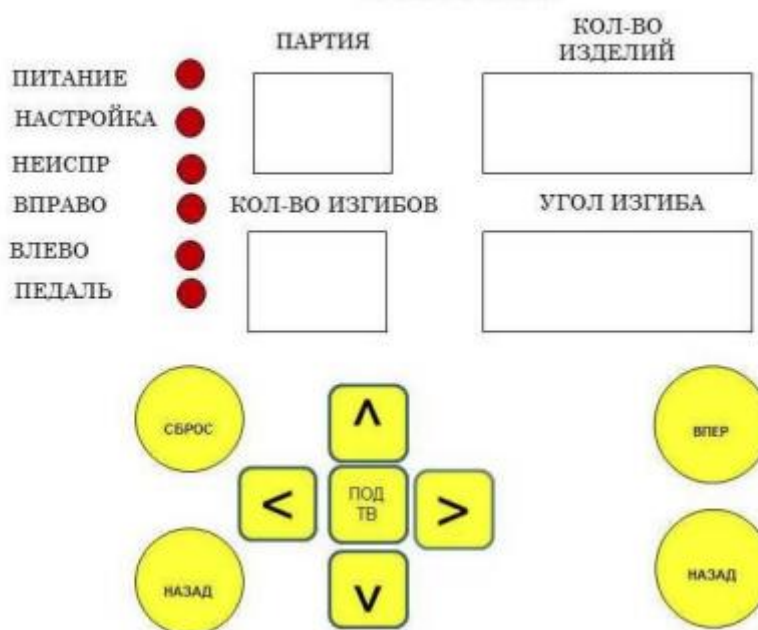 ПАРТИЯ
КОЛ-ВО
ИЗДЕЛИЙ
ПИТАНИЕ
НАСТРОЙКА
НЕИСПР
ВПРАВО
ВЛЕВО
ПЕДАЛЬ
КОЛ-ВО ИЗГИБОВ
УГОЛ ИЗГИБА
СБРОС
^
ВПЕР
<
ПОД
ТВ
>
НАЗАД
V
НАЗАД